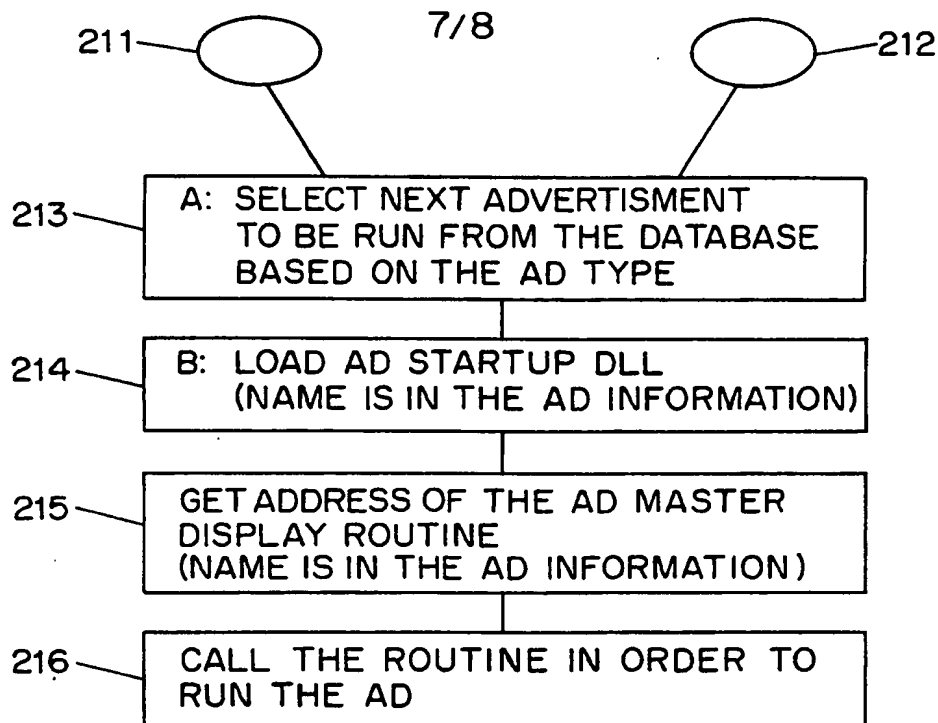 7/8
211
212
213
A: SELECT NEXT ADVERTISMENT
TO BE RUN FROM THE DATABASE
BASED ON THE AD TYPE
214
B: LOAD AD STARTUP DLL
(NAME IS IN THE AD INFORMATION)
215
GET ADDRESS OF THE AD MASTER
DISPLAY ROUTINE
(NAME IS IN THE AD INFORMATION)
216
CALL THE ROUTINE IN ORDER TO
RUN THE AD